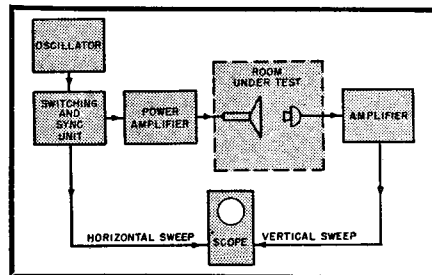 OSCILLATOR
SWITCHING
AND
SYNC
UNIT
POWER
AMPLIFIER
ROOM
UNDER TEST
AMPLIFIER
HORIZONTAL SWEEP
SCOPE
VERTICAL SWEEP